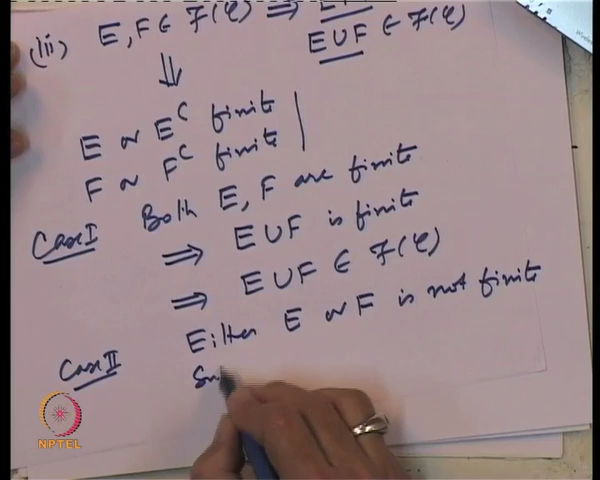 (iii) E, F ∈ F(C) ⟹
E ∪ F ∈ F(C)
⇓
E or E^C finite
F or F^C finite
Case I Both E, F are finite
⟹ E ∪ F is finite
⟹ E ∪ F ∈ F(C)
Case II Either E or F is not finite
Su
NPTEL